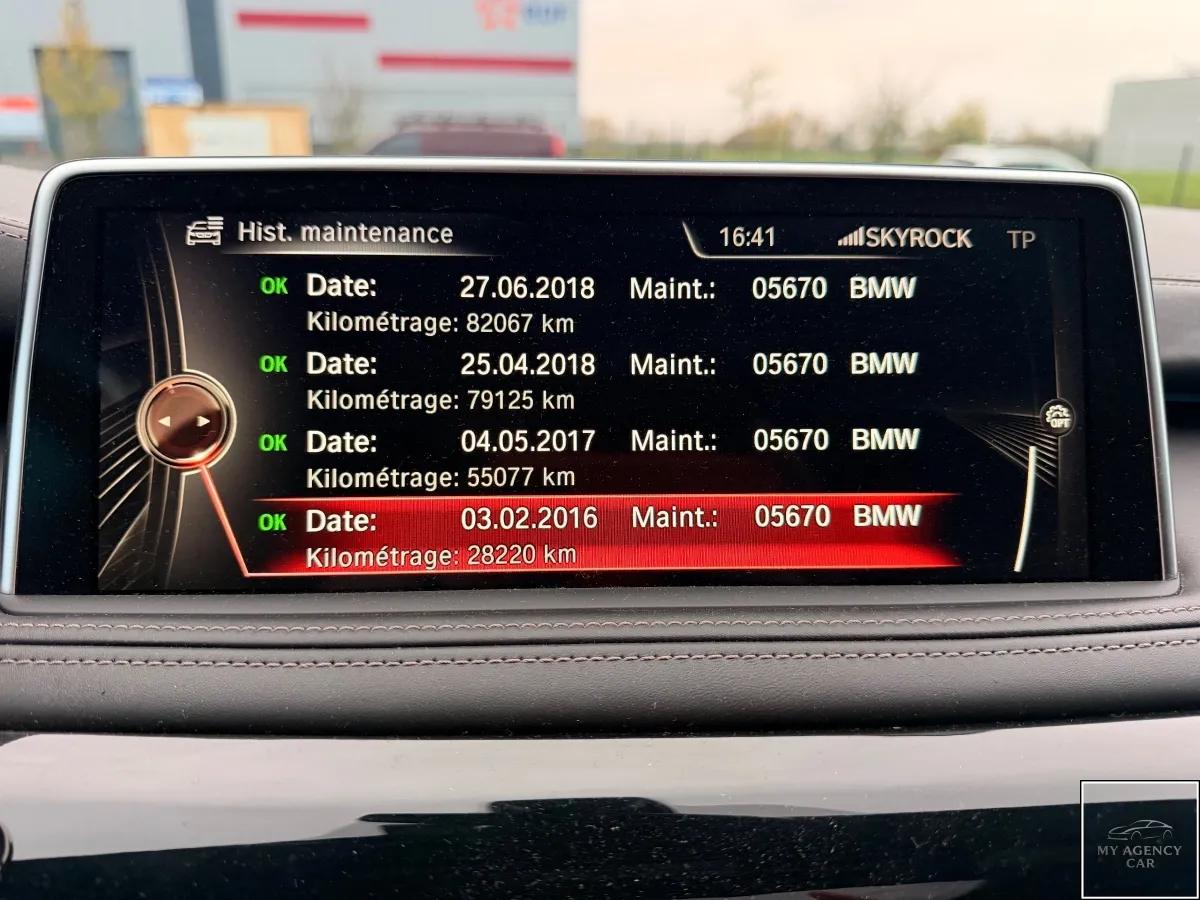 Hist. maintenance 16:41 SKYROCK TP
OK Date: 27.06.2018 Maint.: 05670 BMW
Kilométrage: 82067 km
OK Date: 25.04.2018 Maint.: 05670 BMW
Kilométrage: 79125 km
OPT
OK Date: 04.05.2017 Maint.: 05670 BMW
Kilométrage: 55077 km
OK Date: 03.02.2016 Maint.: 05670 BMW
Kilométrage: 28220 km
MY AGENCY
CAR